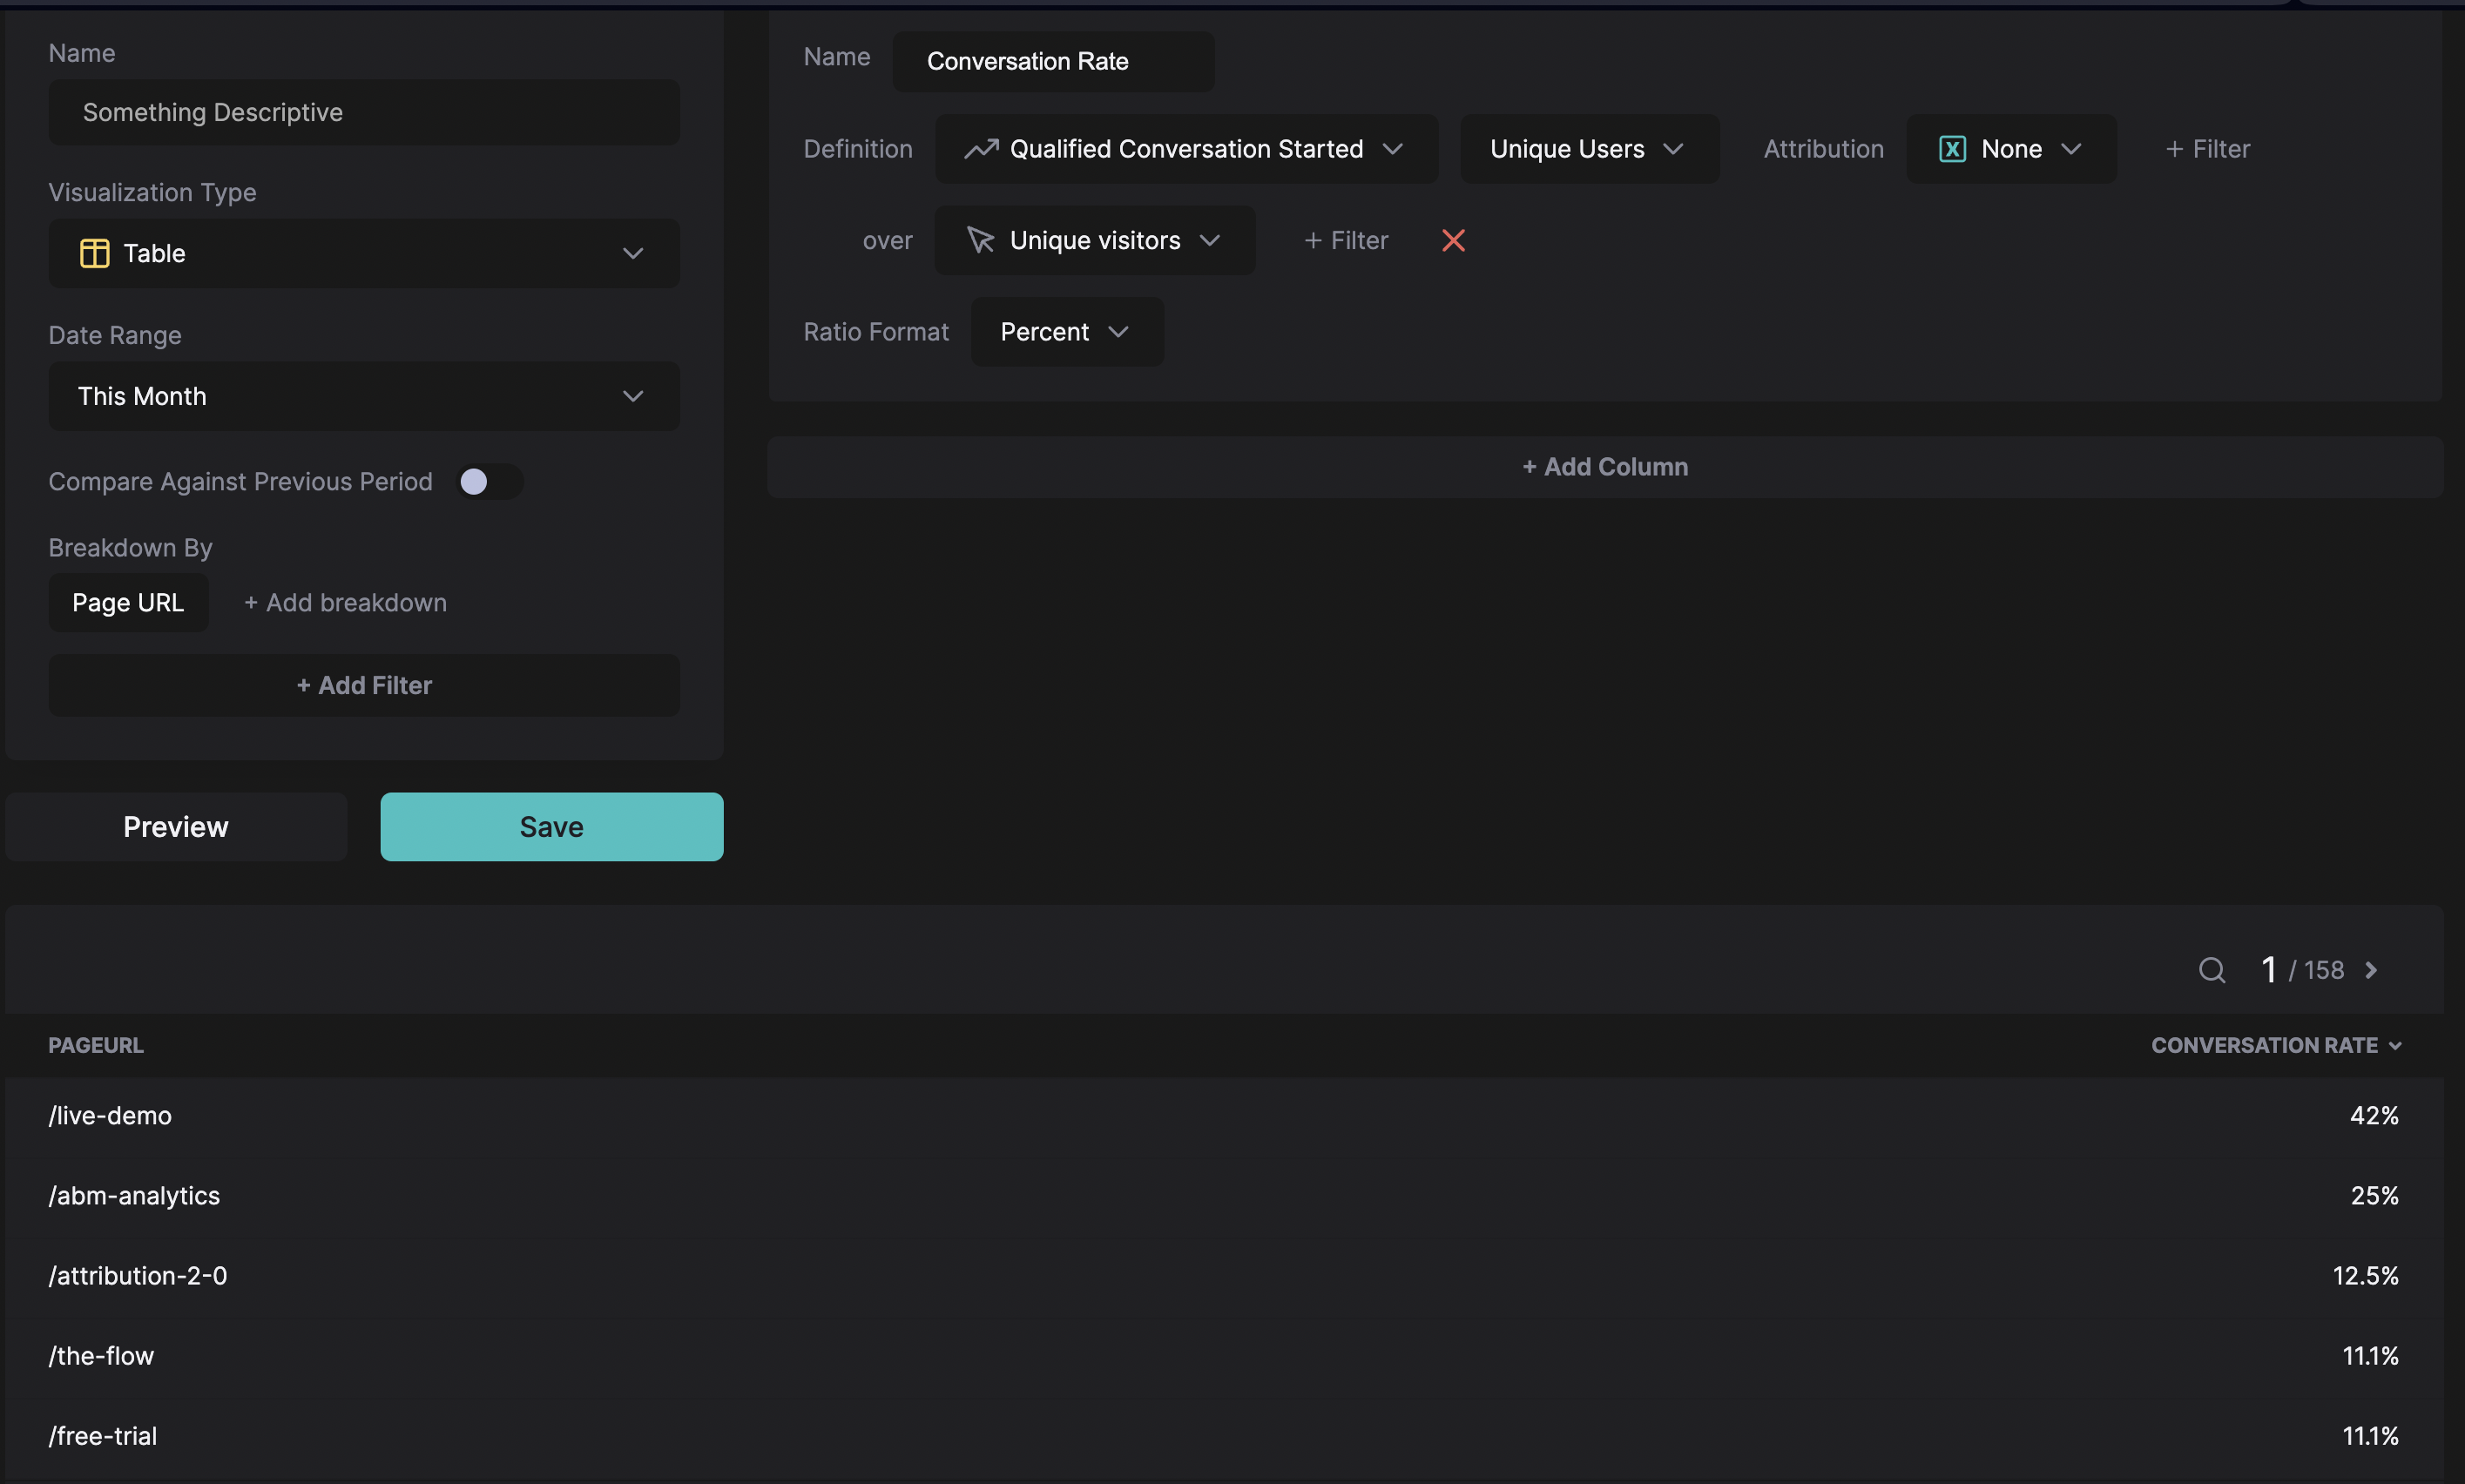 Name
Something Descriptive
Visualization Type
Table
Date Range
This Month
Compare Against Previous Period
Breakdown By
Page URL + Add breakdown
+ Add Filter
Preview Save
Name Conversation Rate
Definition Qualified Conversation Started Unique Users Attribution None + Filter
over Unique visitors + Filter
Ratio Format Percent
+ Add Column
1 / 158
PAGEURL CONVERSATION RATE
/live-demo 42%
/abm-analytics 25%
/attribution-2-0 12.5%
/the-flow 11.1%
/free-trial 11.1%